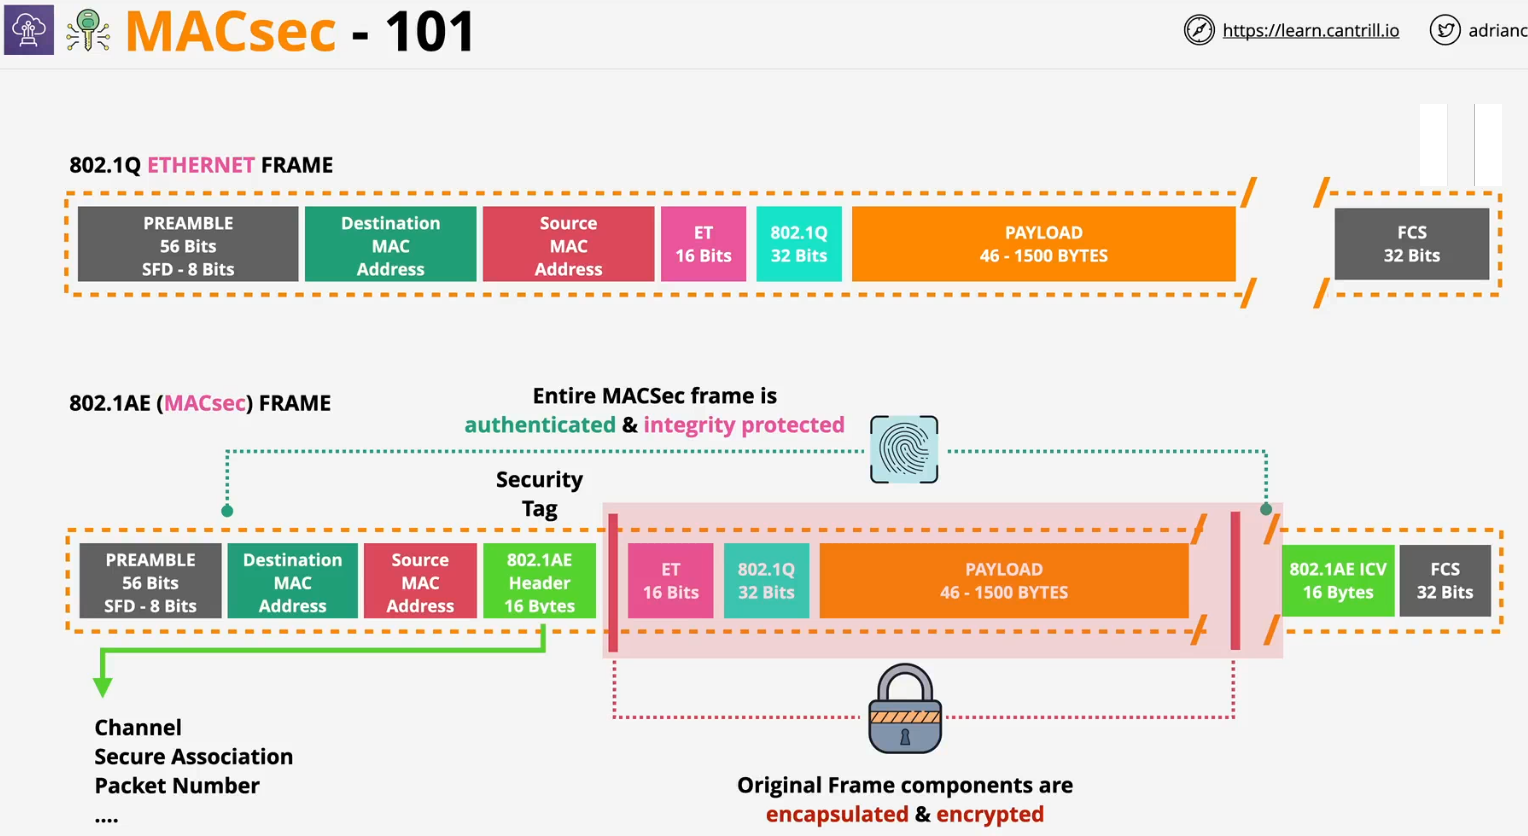 MACsec - 101
https://learn.cantrill.io
adrianc
802.1Q ETHERNET FRAME
PREAMBLE
56 Bits
SFD - 8 Bits
Destination
MAC
Address
Source
MAC
Address
ET
16 Bits
802.1Q
32 Bits
PAYLOAD
46 - 1500 BYTES
FCS
32 Bits
802.1AE (MACsec) FRAME
Entire MACSec frame is
authenticated & integrity protected
Security
Tag
PREAMBLE
56 Bits
SFD - 8 Bits
Destination
MAC
Address
Source
MAC
Address
802.1AE
Header
16 Bytes
ET
16 Bits
802.1Q
32 Bits
PAYLOAD
46 - 1500 BYTES
802.1AE ICV
16 Bytes
FCS
32 Bits
Channel
Secure Association
Packet Number
....
Original Frame components are
encapsulated & encrypted